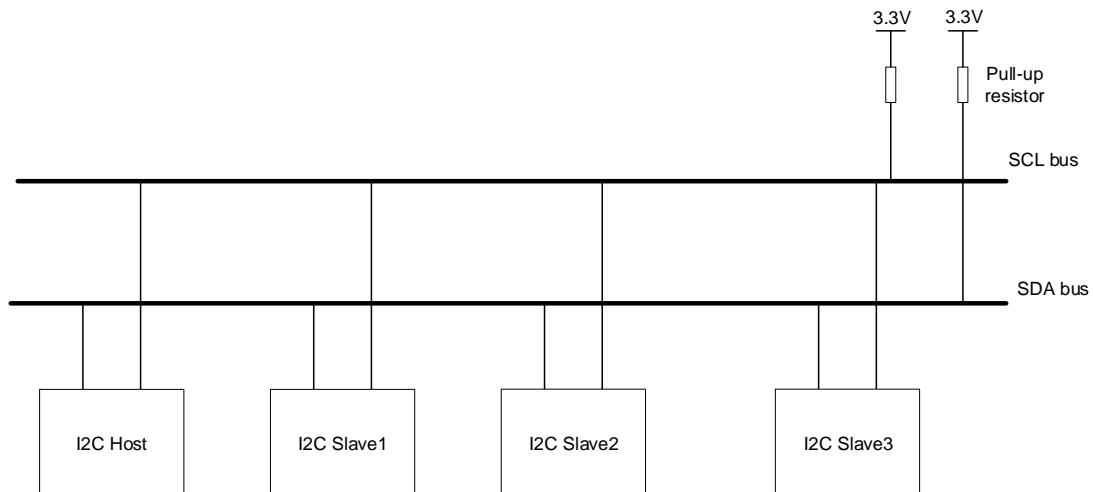 3.3V
3.3V
Pull-up
resistor
SCL bus
SDA bus
I2C Host
I2C Slave1
I2C Slave2
I2C Slave3